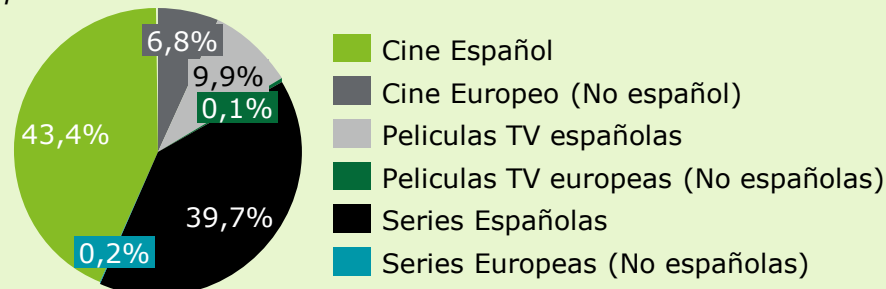 6,8%
9,9%
0,1%
43,4%
39,7%
0,2%
Cine Español
Cine Europeo (No español)
Peliculas TV españolas
Peliculas TV europeas (No españolas)
Series Españolas
Series Europeas (No españolas)